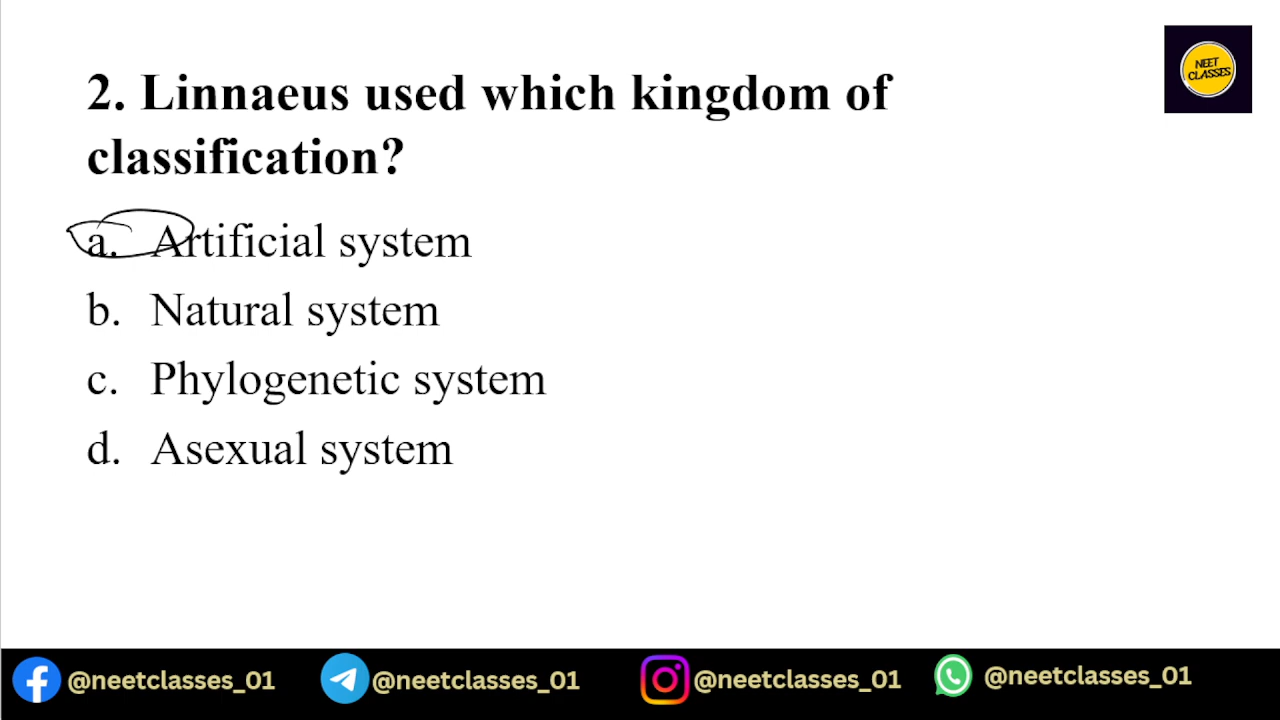 NEET
CLASSES
2. Linnaeus used which kingdom of
classification?
a. Artificial system
b. Natural system
c. Phylogenetic system
d. Asexual system
@neetclasses_01 @neetclasses_01 @neetclasses_01 @neetclasses_01